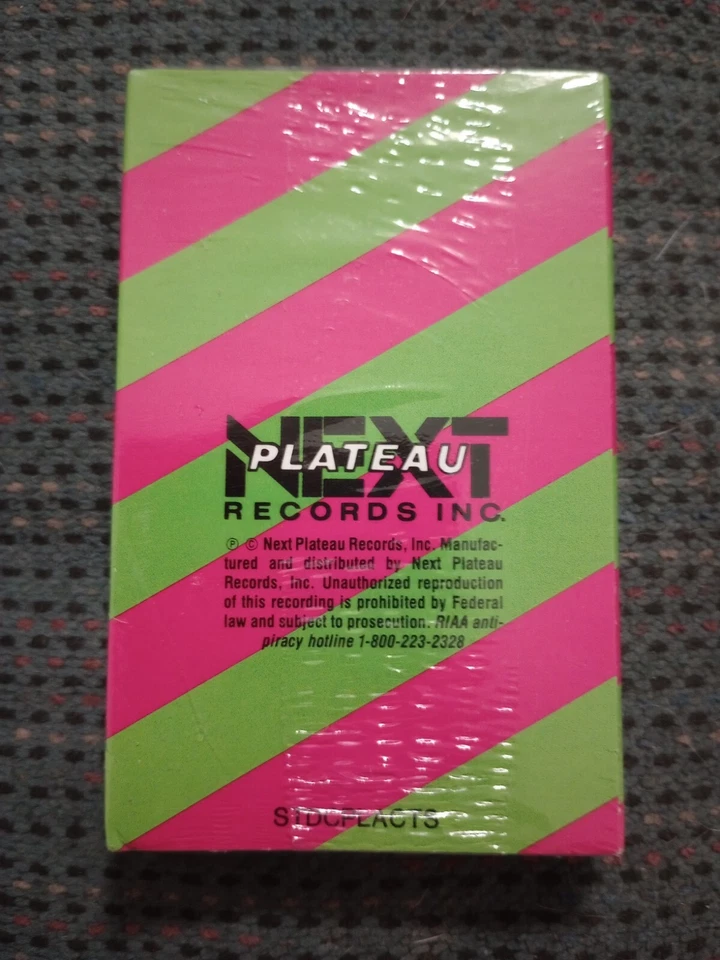 NEXT
PLATEAU
RECORDS INC.
Ⓟ © Next Plateau Records, Inc. Manufac-
tured and distributed by Next Plateau
Records, Inc. Unauthorized reproduction
of this recording is prohibited by Federal
law and subject to prosecution. RIAA anti-
piracy hotline 1-800-223-2328